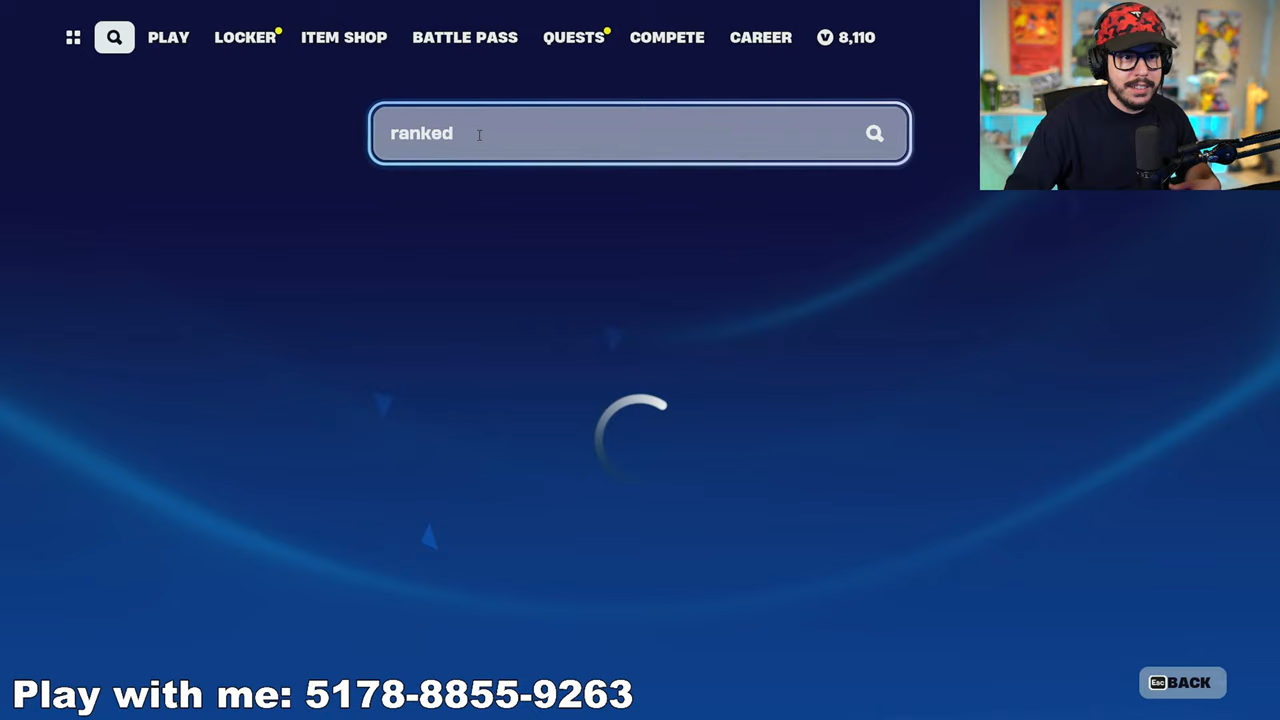 PLAY LOCKER ITEM SHOP BATTLE PASS QUESTS COMPETE CAREER 8,110
ranked
Esc BACK
Play with me: 5178-8855-9263